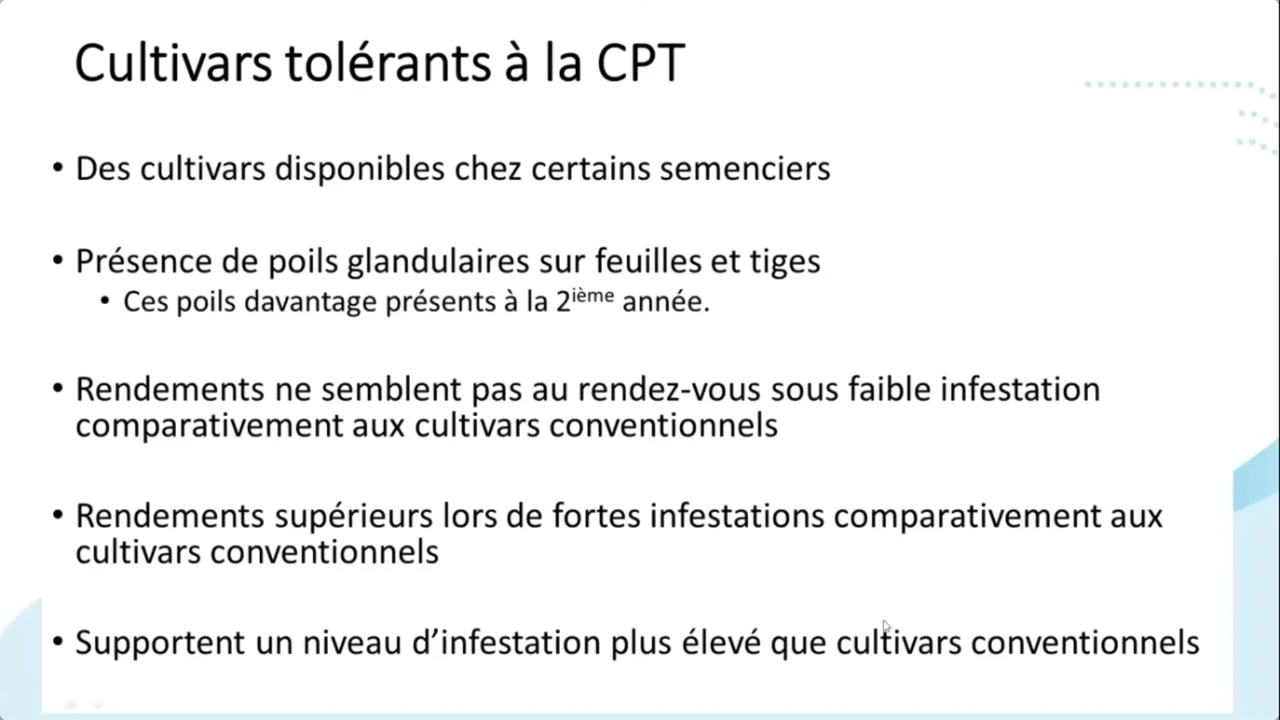 Cultivars tolérants à la CPT
• Des cultivars disponibles chez certains semenciers
• Présence de poils glandulaires sur feuilles et tiges
• Ces poils davantage présents à la 2ième année.
• Rendements ne semblent pas au rendez-vous sous faible infestation
comparativement aux cultivars conventionnels
• Rendements supérieurs lors de fortes infestations comparativement aux
cultivars conventionnels
• Supportent un niveau d’infestation plus élevé que cultivars conventionnels